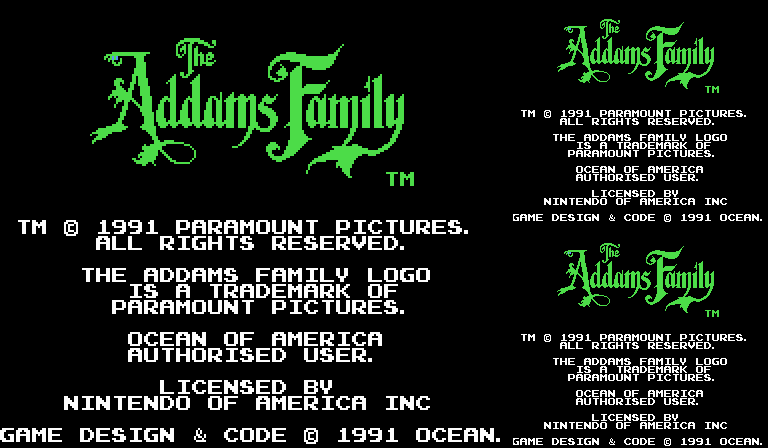 The
Addams Family
TM
TM © 1991 PARAMOUNT PICTURES.
ALL RIGHTS RESERVED.
THE ADDAMS FAMILY LOGO
IS A TRADEMARK OF
PARAMOUNT PICTURES.
OCEAN OF AMERICA
AUTHORISED USER.
LICENSED BY
NINTENDO OF AMERICA INC
GAME DESIGN & CODE © 1991 OCEAN.
The
Addams Family
TM
TM © 1991 PARAMOUNT PICTURES.
ALL RIGHTS RESERVED.
THE ADDAMS FAMILY LOGO
IS A TRADEMARK OF
PARAMOUNT PICTURES.
OCEAN OF AMERICA
AUTHORISED USER.
LICENSED BY
NINTENDO OF AMERICA INC
GAME DESIGN & CODE © 1991 OCEAN.
The
Addams Family
TM
TM © 1991 PARAMOUNT PICTURES.
ALL RIGHTS RESERVED.
THE ADDAMS FAMILY LOGO
IS A TRADEMARK OF
PARAMOUNT PICTURES.
OCEAN OF AMERICA
AUTHORISED USER.
LICENSED BY
NINTENDO OF AMERICA INC
GAME DESIGN & CODE © 1991 OCEAN.